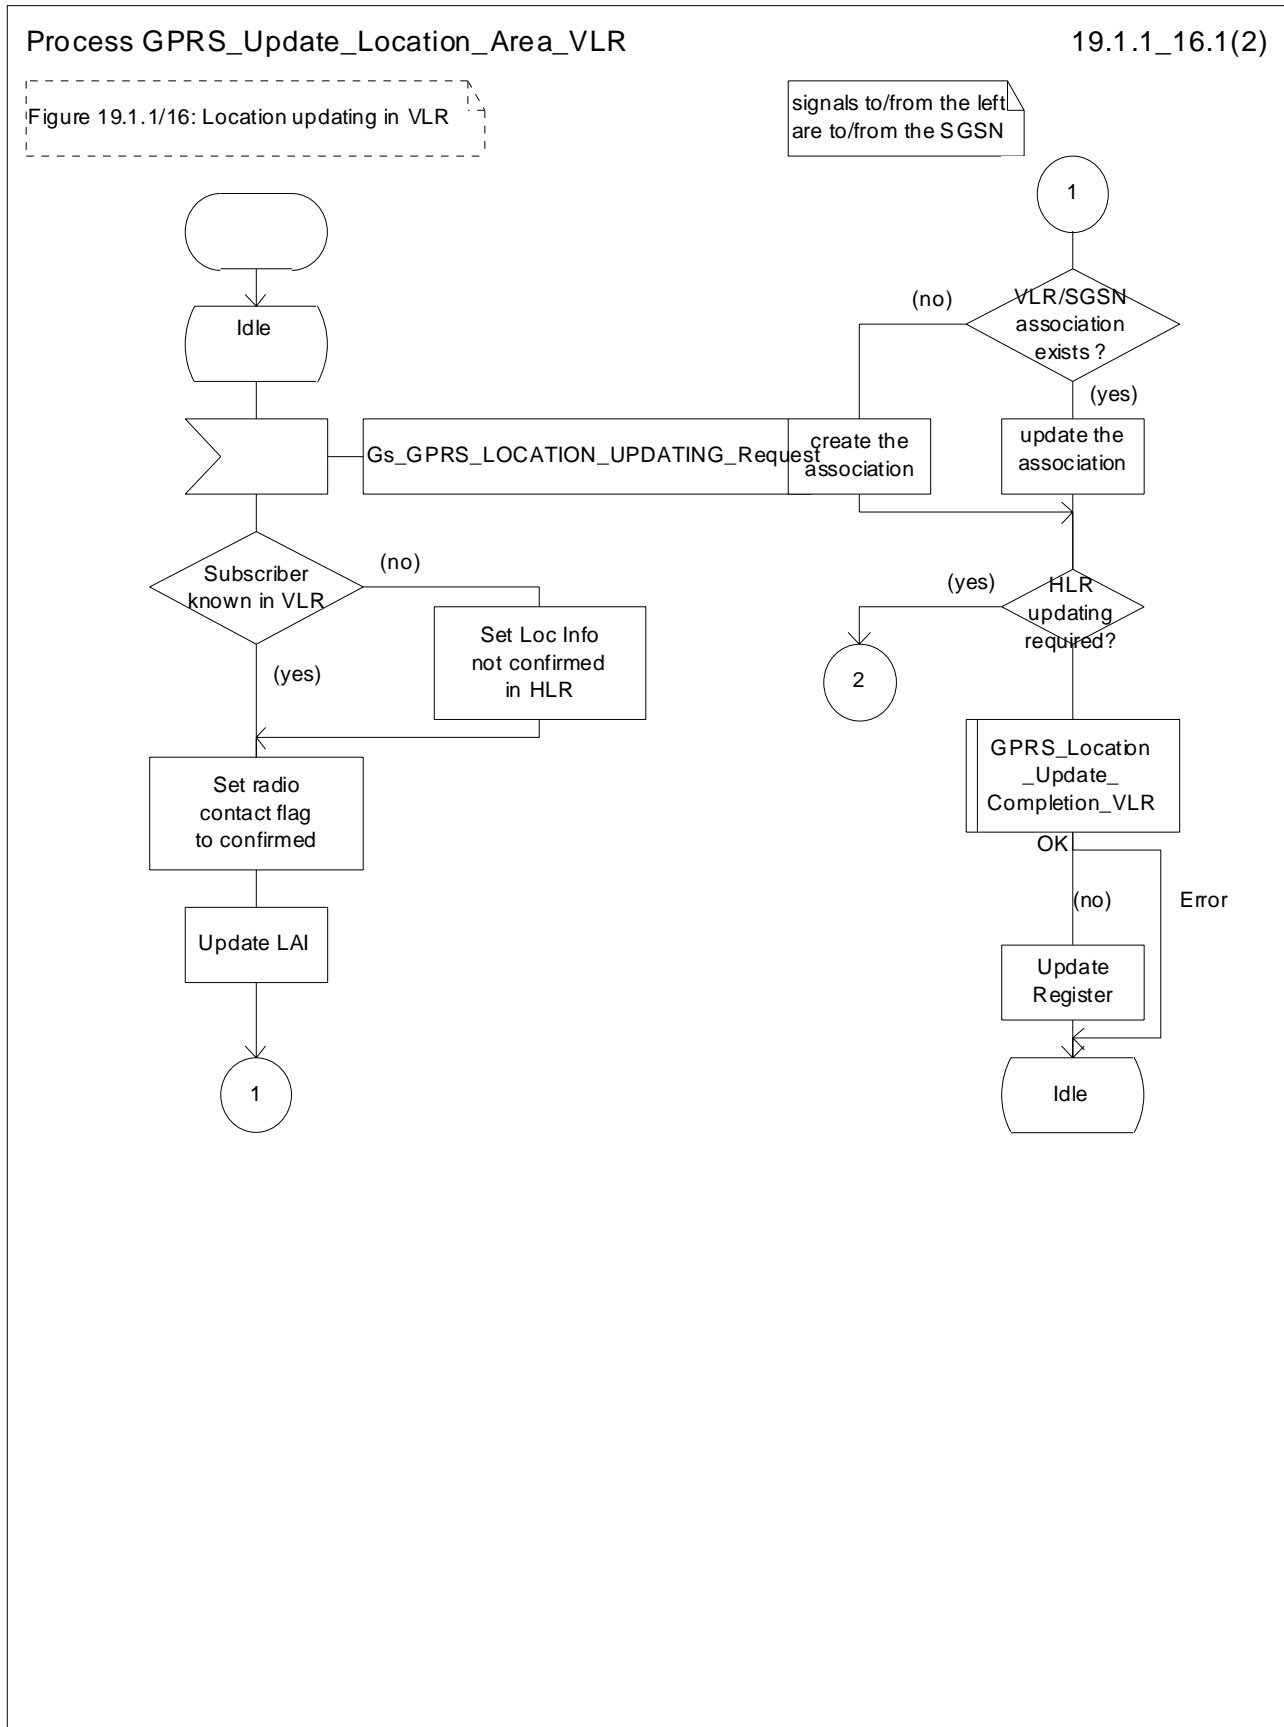 Process GPRS_Update_Location_Area_VLR
19.1.1_16.1(2)
Figure 19.1.1/16: Location updating in VLR
signals to/from the left
are to/from the SGSN
Idle
Gs_GPRS_LOCATION_UPDATING_Request
Subscriber
known in VLR
(no)
Set Loc Info
not confirmed
in HLR
(yes)
Set radio
contact flag
to confirmed
Update LAI
1
1
VLR/SGSN
association
exists ?
(no)
(yes)
create the
association
update the
association
HLR
updating
required?
(yes)
2
GPRS_Location
_Update_
Completion_VLR
OK
(no)
Error
Update
Register
Idle